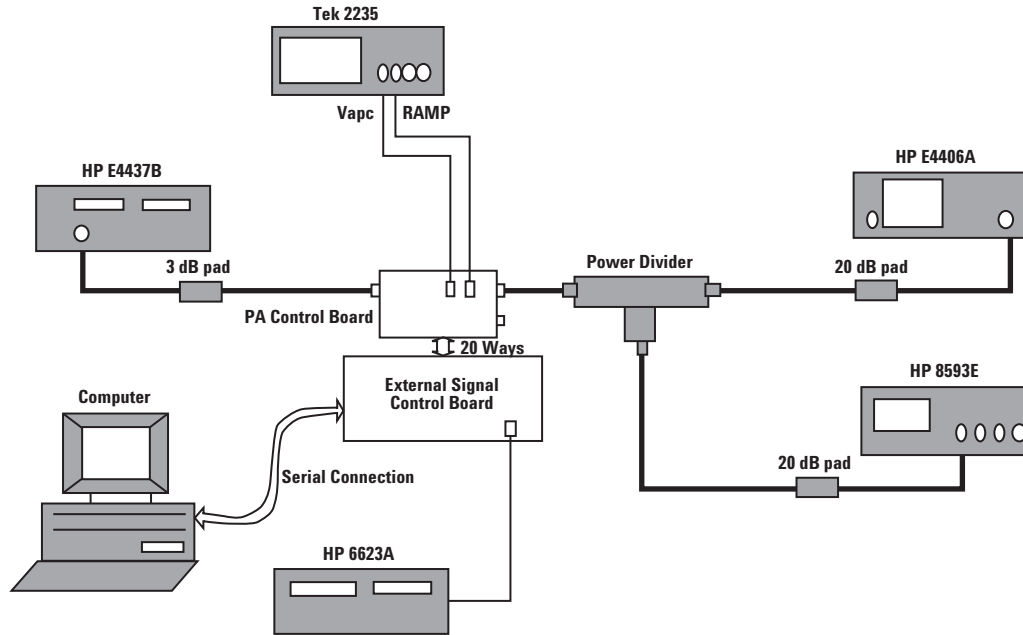 Tek 2235
Vapc RAMP
HP E4437B
HP E4406A
3 dB pad
Power Divider
20 dB pad
PA Control Board
20 Ways
External Signal
Control Board
HP 8593E
Computer
20 dB pad
Serial Connection
HP 6623A